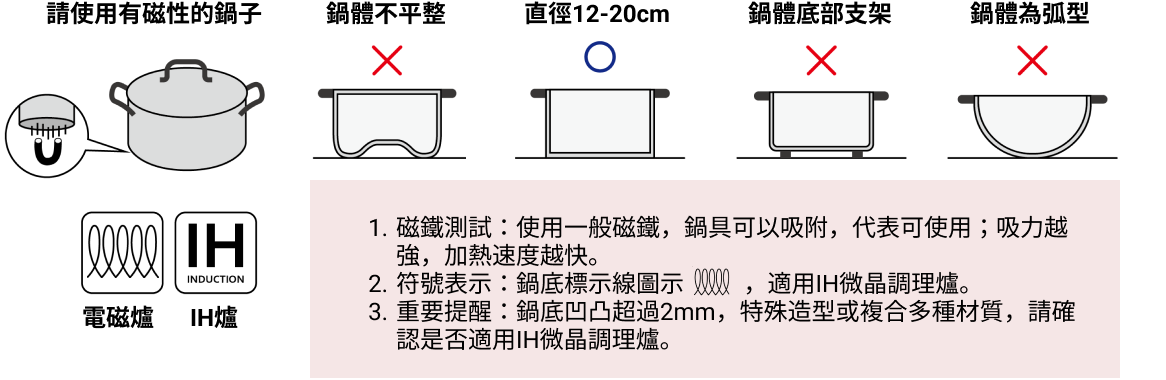 請使用有磁性的鍋子
鍋體不平整
直徑12-20cm
鍋體底部支架
鍋體為弧型
IH
INDUCTION
電磁爐
IH爐
1. 磁鐵測試：使用一般磁鐵，鍋具可以吸附，代表可使用；吸力越
強，加熱速度越快。
2. 符號表示：鍋底標示線圖示 ，適用IH微晶調理爐。
3. 重要提醒：鍋底凹凸超過2mm，特殊造型或複合多種材質，請確
認是否適用IH微晶調理爐。